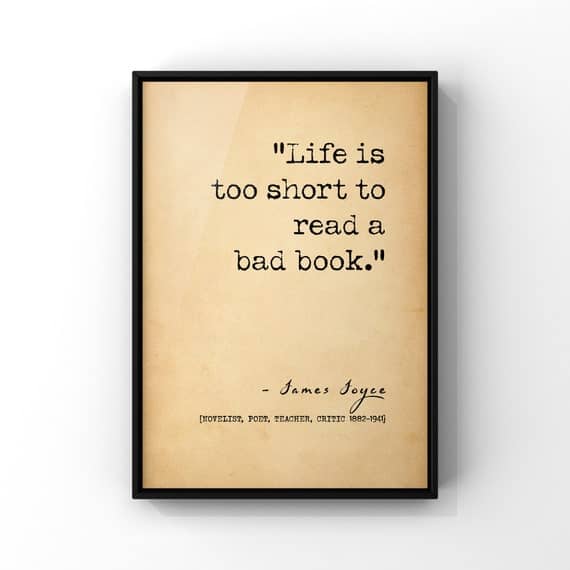 "Life is
too short to
read a
bad book."
- James Joyce
{NOVELIST, POET, TEACHER, CRITIC 1882-1941}